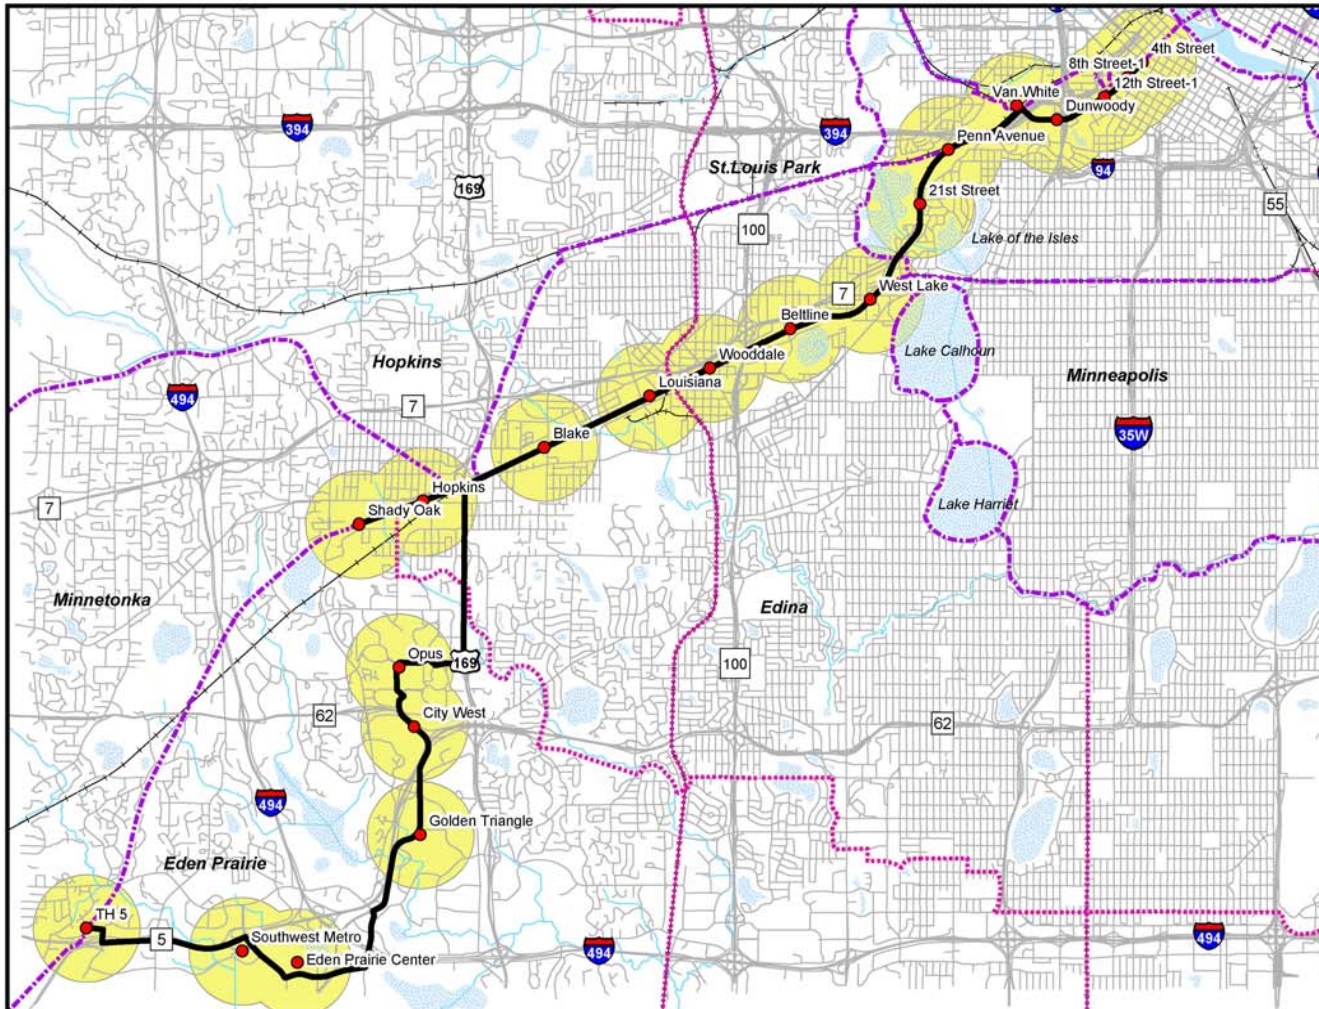 4th Street
8th Street-1
12th Street-1
Van White
Dunwoody
394
394
Penn Avenue
94
St.Louis Park
169
21st Street
55
100
Lake of the Isles
7
West Lake
Beltline
Lake Calhoun
Hopkins
Wooddale
Minneapolis
494
Louisiana
7
35W
Blake
Hopkins
Lake Harriet
7
Shady Oak
Minnetonka
Edina
Opus
169
100
City West
62
62
494
Golden Triangle
Eden Prairie
TH 5
5
Southwest Metro
494
494
Eden Prairie Center